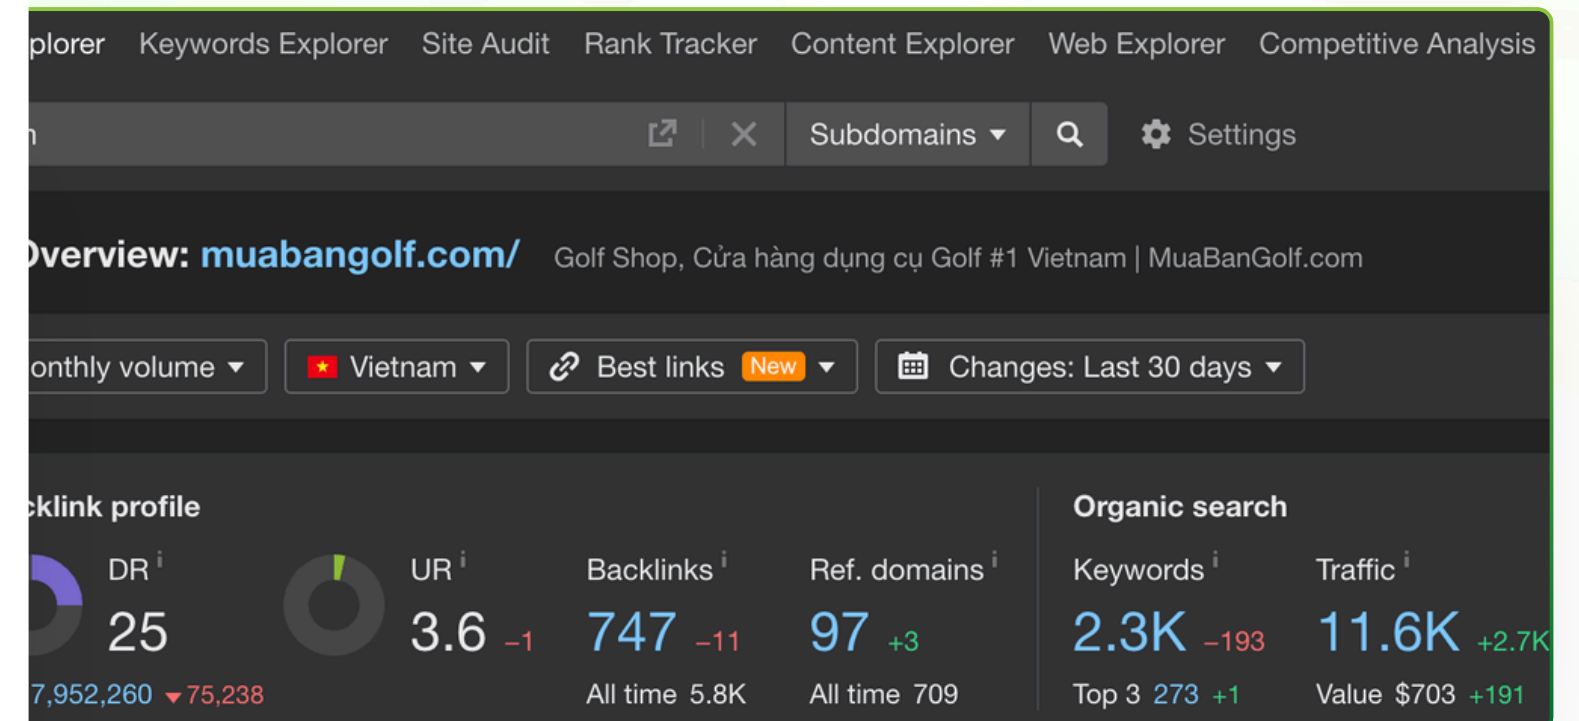 plorer Keywords Explorer Site Audit Rank Tracker Content Explorer Web Explorer Competitive Analysis
Subdomains Settings
Overview: muabangolf.com/ Golf Shop, Cửa hàng dụng cụ Golf #1 Vietnam | MuaBanGolf.com
onthly volume Vietnam Best links New Changes: Last 30 days
cklink profile Organic search
DR i UR i Backlinks i Ref. domains i Keywords i Traffic i
25 3.6 −1 747 −11 97 +3 2.3K −193 11.6K +2.7K
7,952,260 75,238 All time 5.8K All time 709 Top 3 273 +1 Value $703 +191